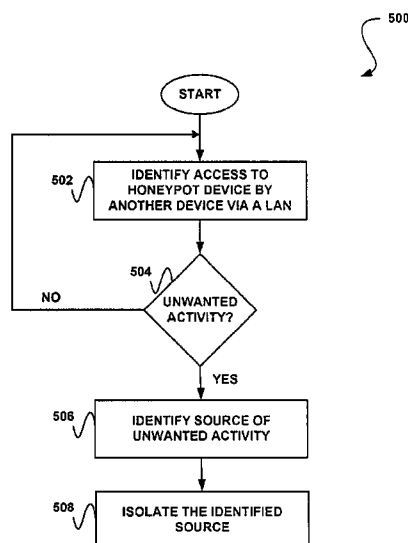 500
START
502
IDENTIFY ACCESS TO
HONEYPOT DEVICE BY
ANOTHER DEVICE VIA A LAN
504
UNWANTED
ACTIVITY?
NO
YES
506
IDENTIFY SOURCE OF
UNWANTED ACTIVITY
508
ISOLATE THE IDENTIFIED
SOURCE